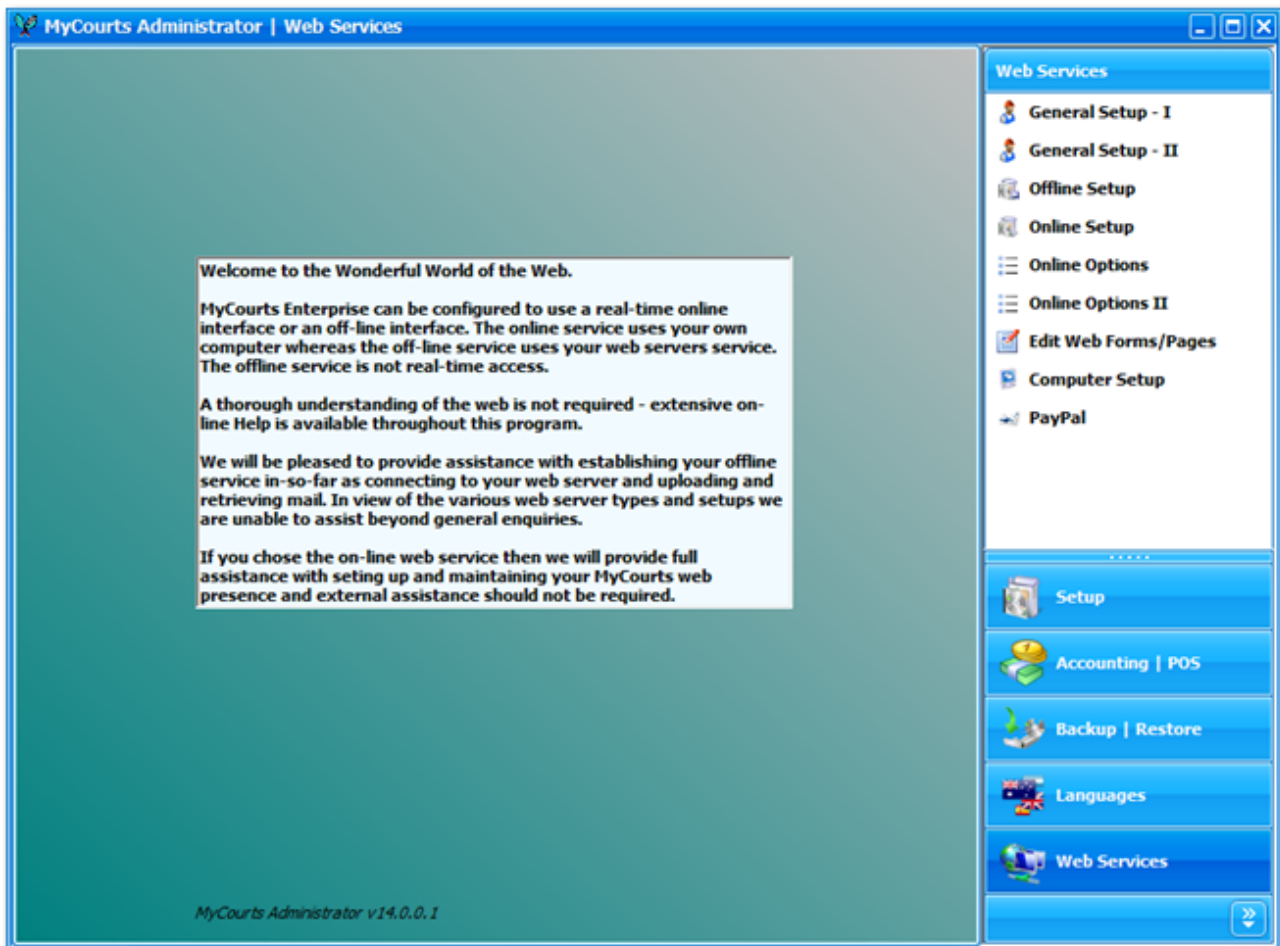 MyCourts Administrator | Web Services
Welcome to the Wonderful World of the Web.
MyCourts Enterprise can be configured to use a real-time online
interface or an off-line interface. The online service uses your own
computer whereas the off-line service uses your web servers service.
The offline service is not real-time access.
A thorough understanding of the web is not required - extensive on-
line Help is available throughout this program.
We will be pleased to provide assistance with establishing your offline
service in-so-far as connecting to your web server and uploading and
retrieving mail. In view of the various web server types and setups we
are unable to assist beyond general enquiries.
If you chose the on-line web service then we will provide full
assistance with seting up and maintaining your MyCourts web
presence and external assistance should not be required.
MyCourts Administrator v14.0.0.1
Web Services
General Setup - I
General Setup - II
Offline Setup
Online Setup
Online Options
Online Options II
Edit Web Forms/Pages
Computer Setup
PayPal
Setup
Accounting | POS
Backup | Restore
Languages
Web Services